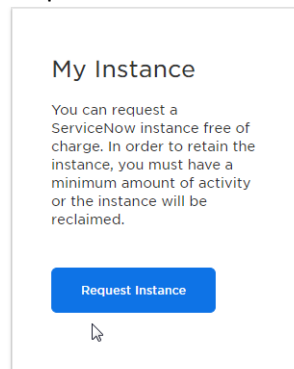 My Instance
You can request a
ServiceNow instance free of
charge. In order to retain the
instance, you must have a
minimum amount of activity
or the instance will be
reclaimed.
Request Instance